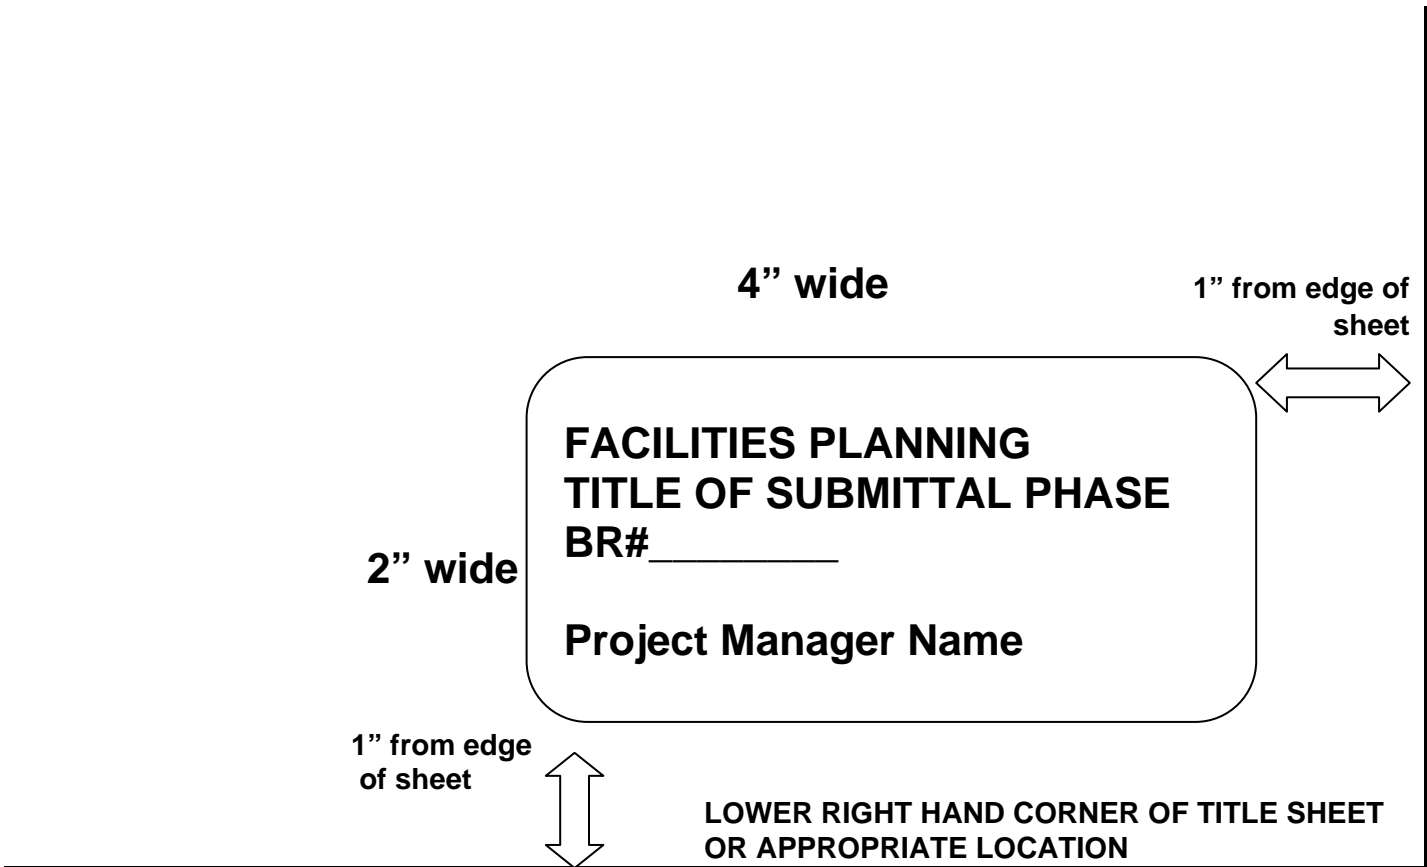 4” wide
1” from edge of
sheet
FACILITIES PLANNING
TITLE OF SUBMITTAL PHASE
BR#________
2” wide
Project Manager Name
1” from edge
of sheet
LOWER RIGHT HAND CORNER OF TITLE SHEET
OR APPROPRIATE LOCATION